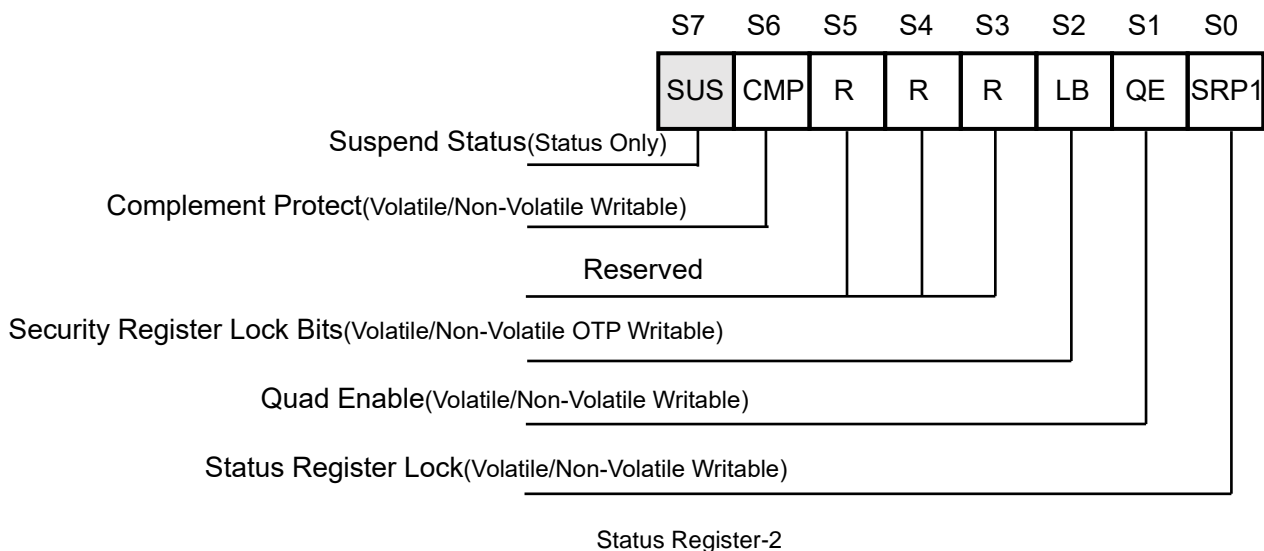 S7 S6 S5 S4 S3 S2 S1 S0
SUS CMP R R R LB QE SRP1
Suspend Status(Status Only)
Complement Protect(Volatile/Non-Volatile Writable)
Reserved
Security Register Lock Bits(Volatile/Non-Volatile OTP Writable)
Quad Enable(Volatile/Non-Volatile Writable)
Status Register Lock(Volatile/Non-Volatile Writable)
Status Register-2